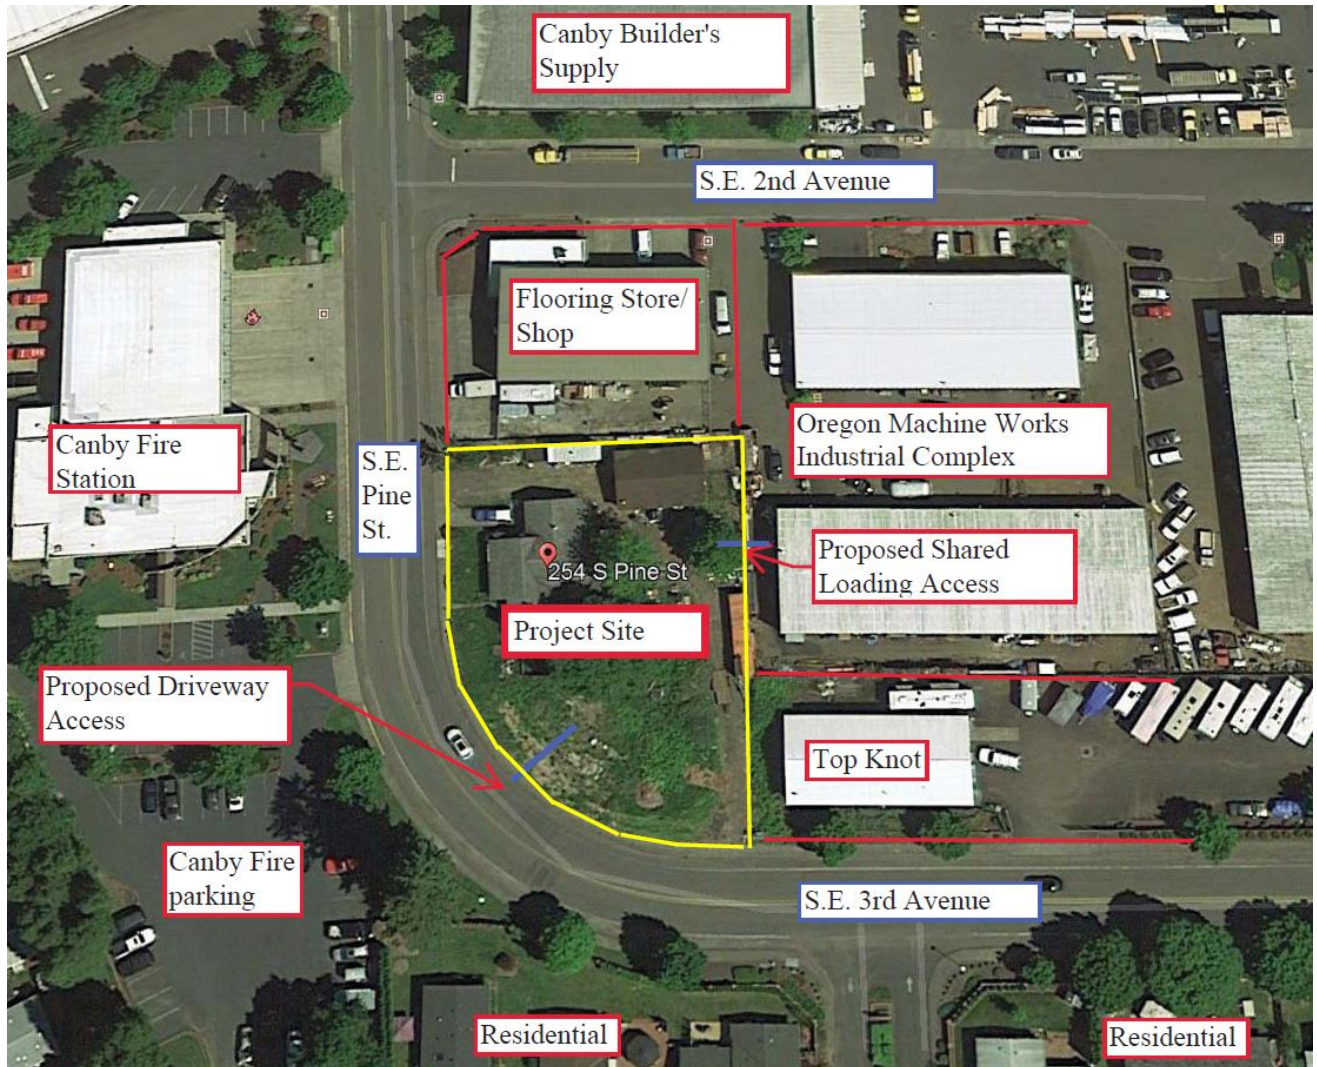 Canby Builder's
Supply
S.E. 2nd Avenue
Flooring Store/
Shop
Canby Fire
Station
S.E.
Pine
St.
Oregon Machine Works
Industrial Complex
Proposed Shared
Loading Access
254 S Pine St
Project Site
Proposed Driveway
Access
Top Knot
Canby Fire
parking
S.E. 3rd Avenue
Residential
Residential